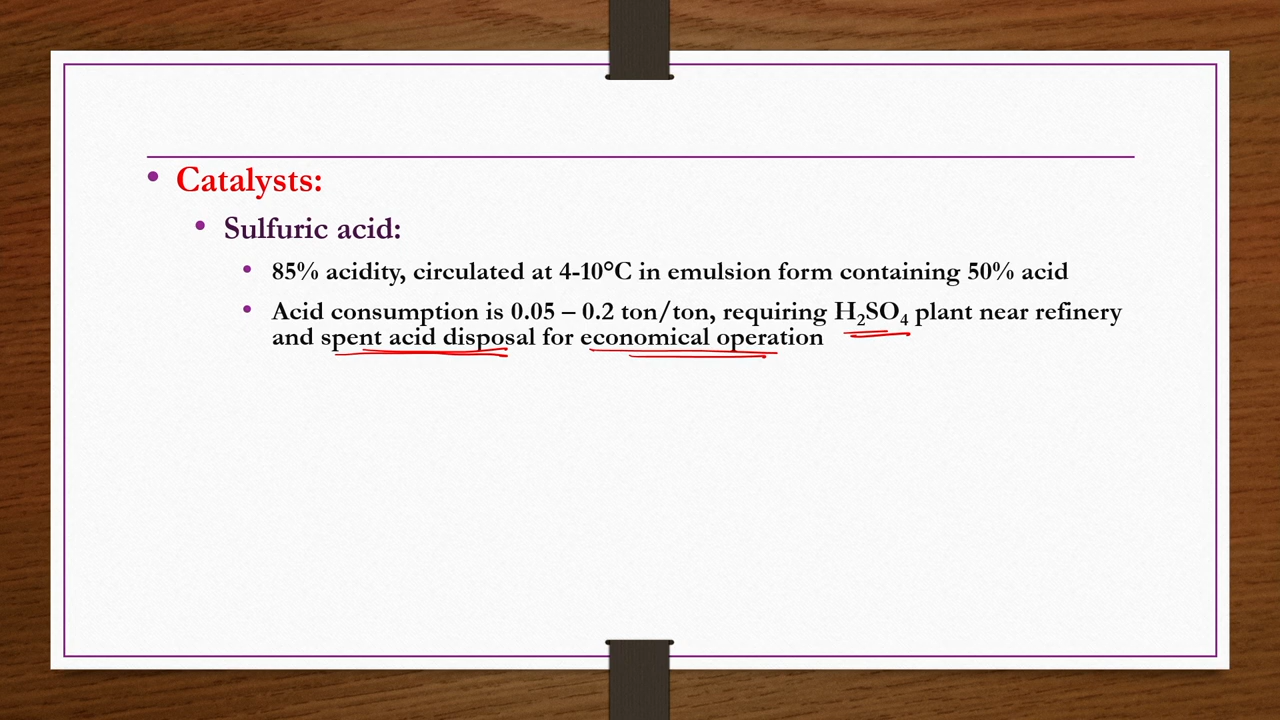 • Catalysts:
• Sulfuric acid:
• 85% acidity, circulated at 4-10°C in emulsion form containing 50% acid
• Acid consumption is 0.05 – 0.2 ton/ton, requiring H₂SO₄ plant near refinery
and spent acid disposal for economical operation